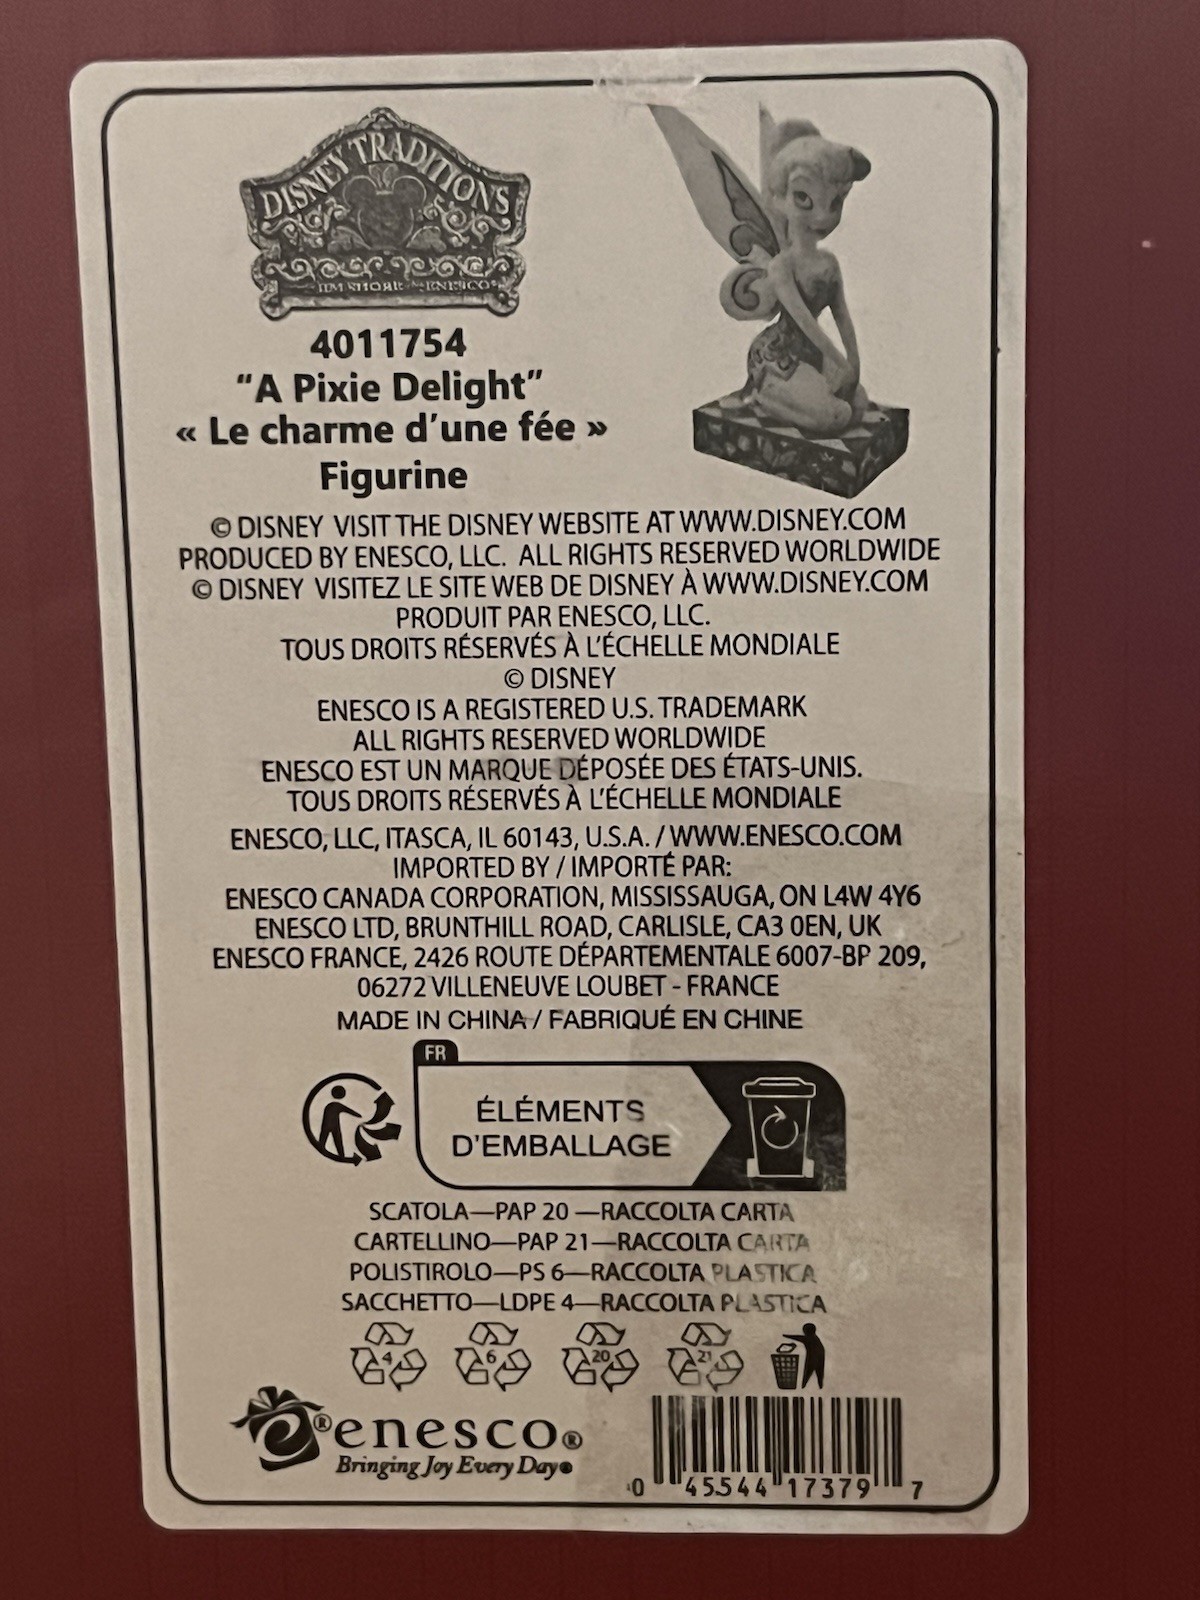 DISNEY TRADITIONS
JIM SHORE ENESCO
4011754
“A Pixie Delight”
« Le charme d’une fée »
Figurine
© DISNEY VISIT THE DISNEY WEBSITE AT WWW.DISNEY.COM
PRODUCED BY ENESCO, LLC. ALL RIGHTS RESERVED WORLDWIDE
© DISNEY VISITEZ LE SITE WEB DE DISNEY À WWW.DISNEY.COM
PRODUIT PAR ENESCO, LLC.
TOUS DROITS RÉSERVÉS À L’ÉCHELLE MONDIALE
© DISNEY
ENESCO IS A REGISTERED U.S. TRADEMARK
ALL RIGHTS RESERVED WORLDWIDE
ENESCO EST UN MARQUE DÉPOSÉE DES ÉTATS-UNIS.
TOUS DROITS RÉSERVÉS À L’ÉCHELLE MONDIALE
ENESCO, LLC, ITASCA, IL 60143, U.S.A. / WWW.ENESCO.COM
IMPORTED BY / IMPORTÉ PAR:
ENESCO CANADA CORPORATION, MISSISSAUGA, ON L4W 4Y6
ENESCO LTD, BRUNTHILL ROAD, CARLISLE, CA3 0EN, UK
ENESCO FRANCE, 2426 ROUTE DÉPARTEMENTALE 6007-BP 209,
06272 VILLENEUVE LOUBET - FRANCE
MADE IN CHINA / FABRIQUÉ EN CHINE
FR
ÉLÉMENTS
D'EMBALLAGE
SCATOLA—PAP 20 —RACCOLTA CARTA
CARTELLINO—PAP 21—RACCOLTA CARTA
POLISTIROLO—PS 6—RACCOLTA PLASTICA
SACCHETTO—LDPE 4—RACCOLTA PLASTICA
4 6 20 21
e® enesco®
Bringing Joy Every Day®
0 45544 17379 7